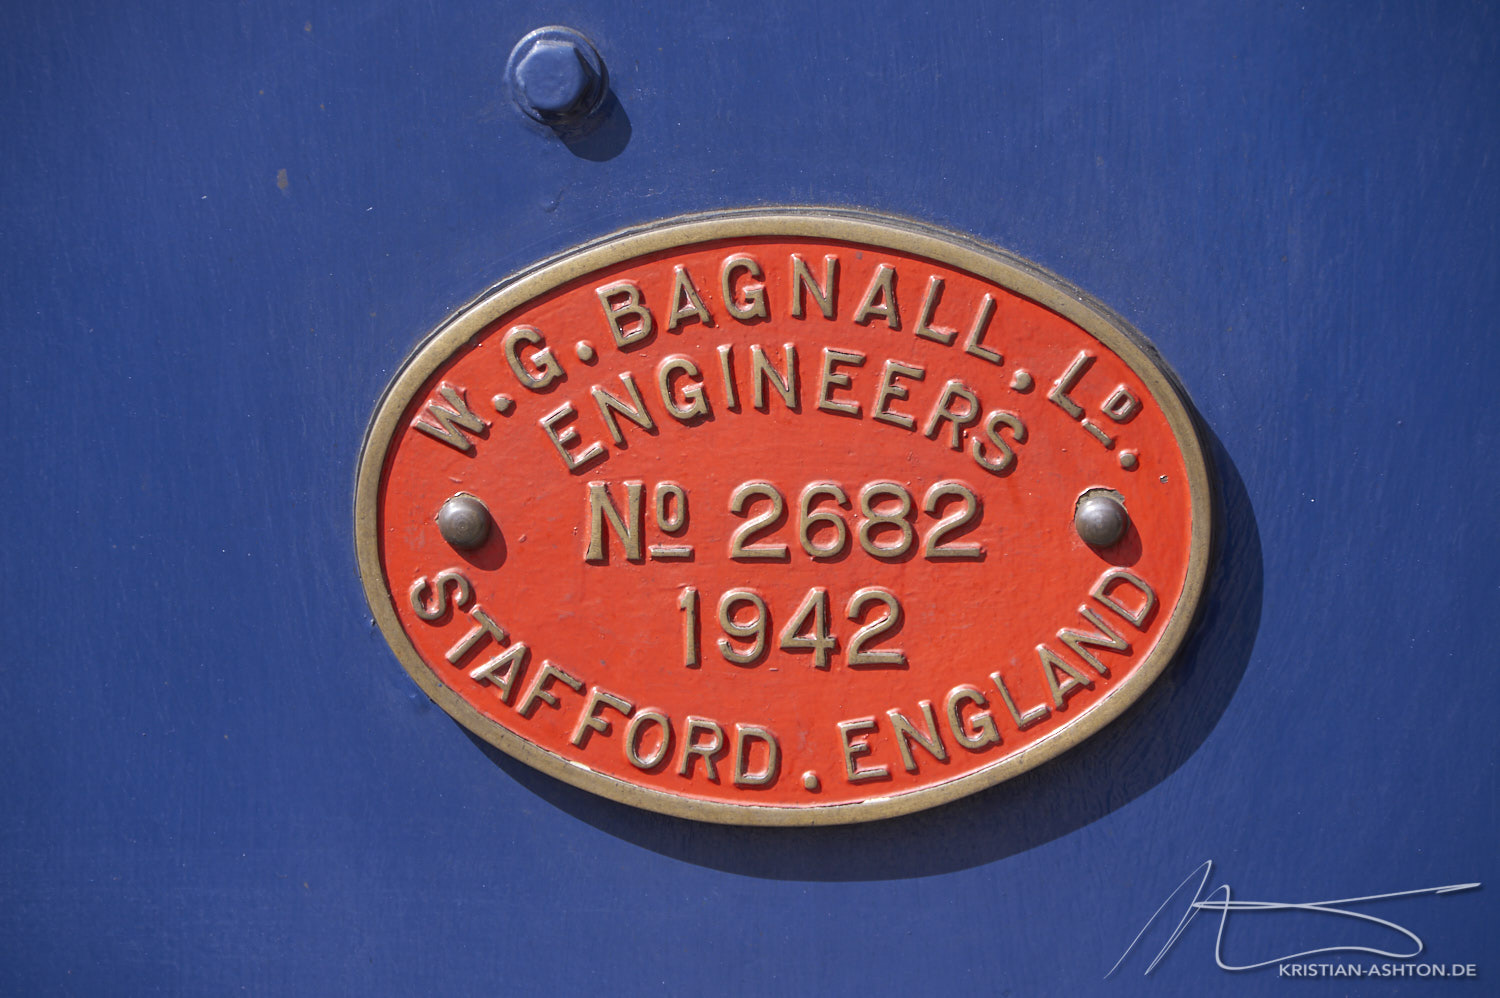 W.G.BAGNALL, Lᴰ.
ENGINEERS
Nº 2682
1942
STAFFORD. ENGLAND
KRISTIAN-ASHTON.DE